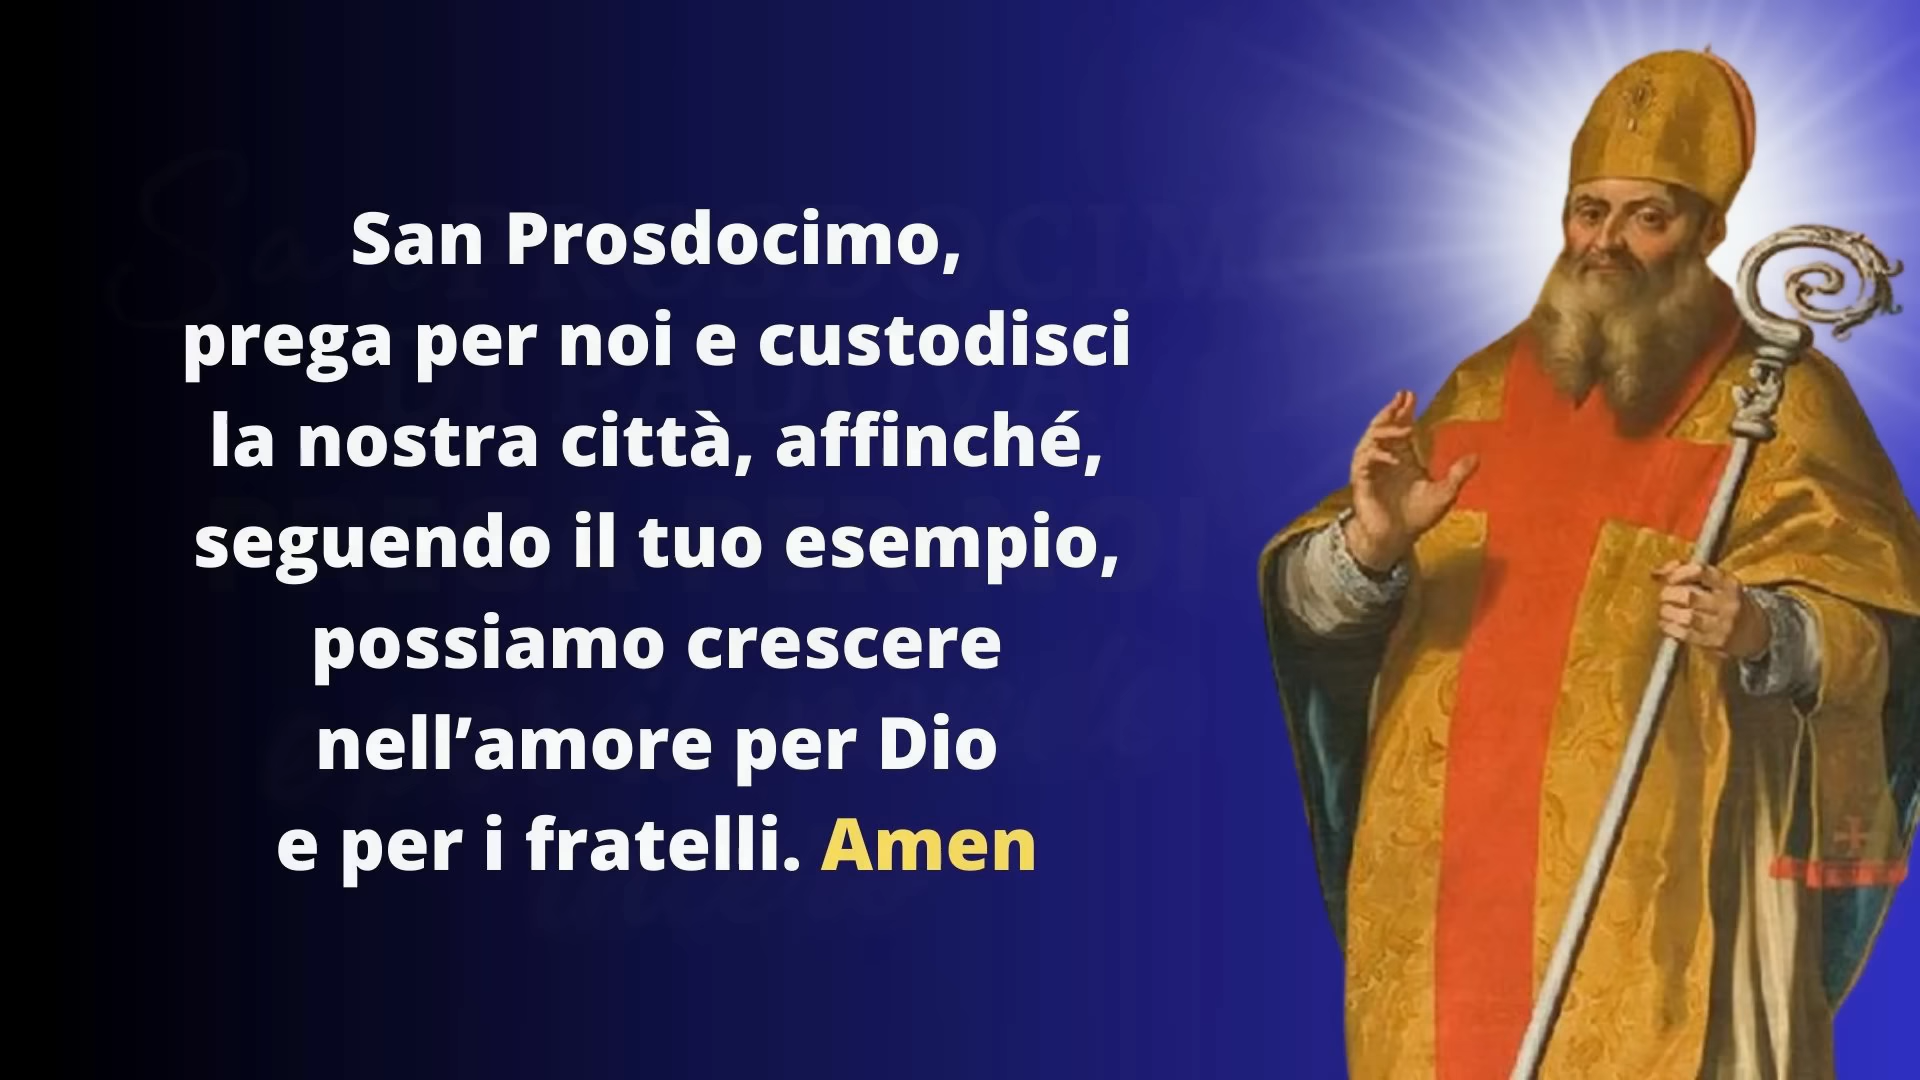 San Prosdocimo,
prega per noi e custodisci
la nostra città, affinché,
seguendo il tuo esempio,
possiamo crescere
nell’amore per Dio
e per i fratelli. Amen